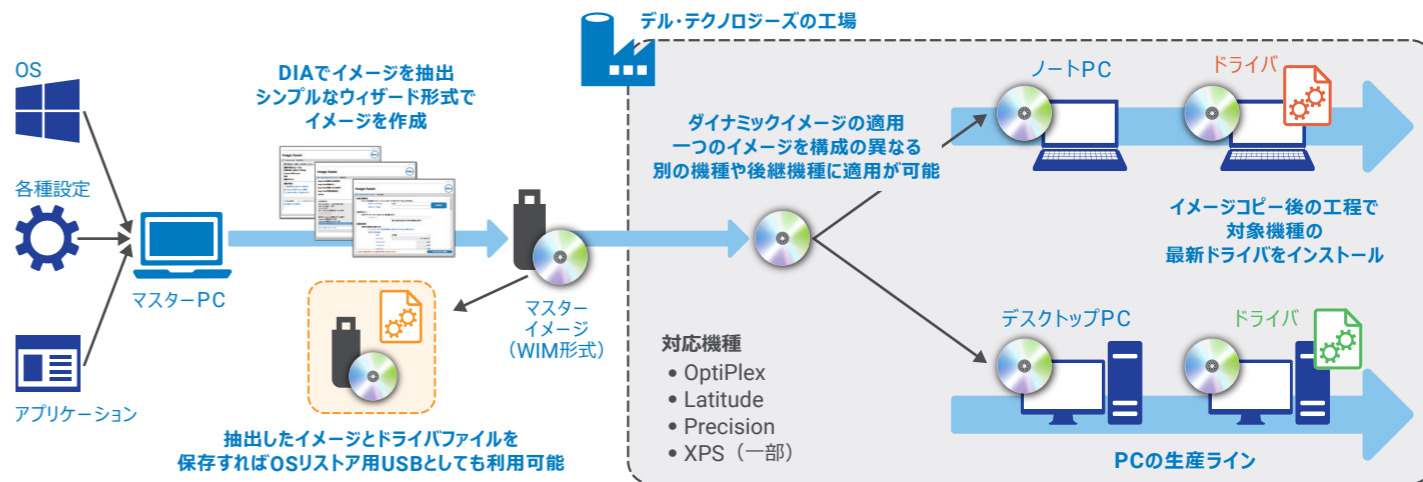 デル・テクノロジーズの工場
OS
各種設定
アプリケーション
マスターPC
DIAでイメージを抽出
シンプルなウィザード形式で
イメージを作成
マスター
イメージ
（WIM形式）
抽出したイメージとドライバファイルを
保存すればOSリストア用USBとしても利用可能
ダイナミックイメージの適用
一つのイメージを構成の異なる
別の機種や後継機種に適用が可能
対応機種
• OptiPlex
• Latitude
• Precision
• XPS（一部）
ノートPC
ドライバ
イメージコピー後の工程で
対象機種の
最新ドライバをインストール
デスクトップPC
ドライバ
PCの生産ライン